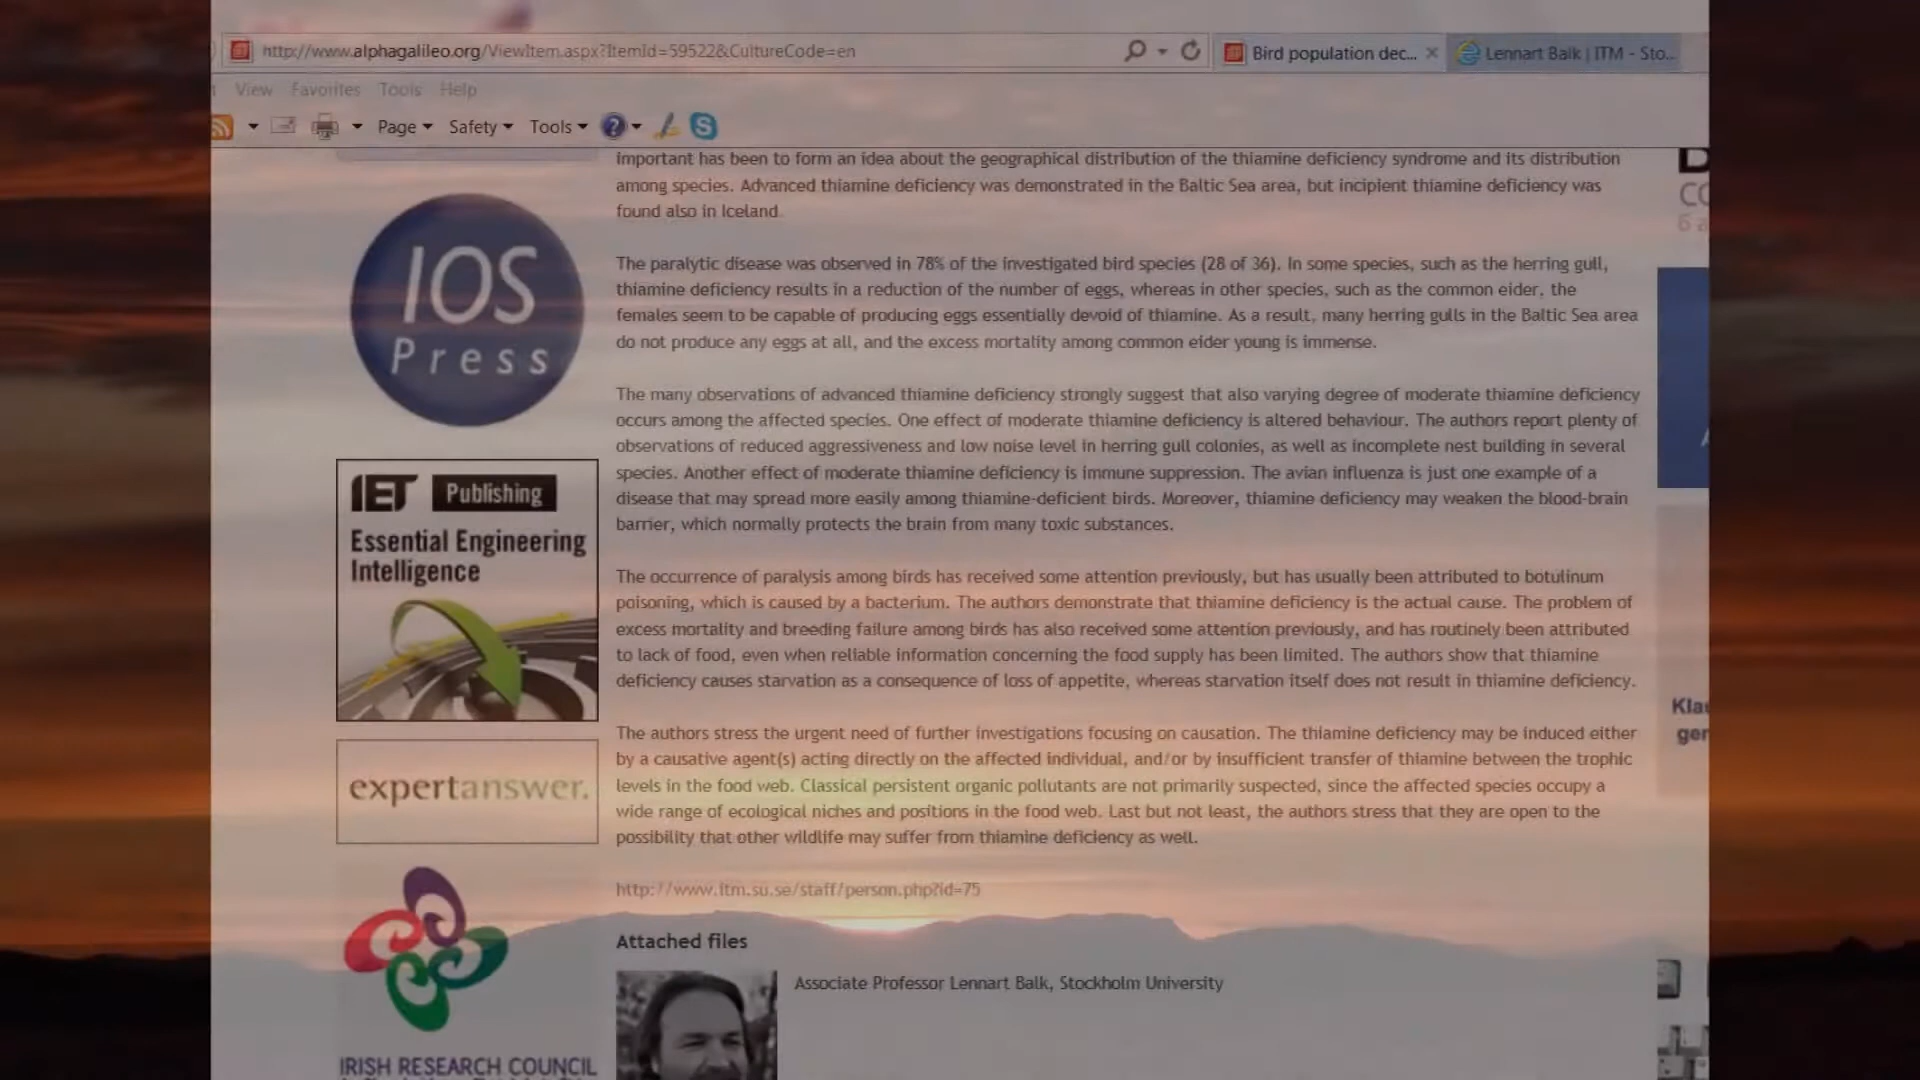 http://www.alphagalileo.org/ViewItem.aspx?ItemId=59522&CultureCode=en
Bird population dec...
Lennart Balk | ITM - Sto...
View Favorites Tools Help
Page Safety Tools
important has been to form an idea about the geographical distribution of the thiamine deficiency syndrome and its distribution
among species. Advanced thiamine deficiency was demonstrated in the Baltic Sea area, but incipient thiamine deficiency was
found also in Iceland.
The paralytic disease was observed in 78% of the investigated bird species (28 of 36). In some species, such as the herring gull,
thiamine deficiency results in a reduction of the number of eggs, whereas in other species, such as the common eider, the
females seem to be capable of producing eggs essentially devoid of thiamine. As a result, many herring gulls in the Baltic Sea area
do not produce any eggs at all, and the excess mortality among common eider young is immense.
The many observations of advanced thiamine deficiency strongly suggest that also varying degree of moderate thiamine deficiency
occurs among the affected species. One effect of moderate thiamine deficiency is altered behaviour. The authors report plenty of
observations of reduced aggressiveness and low noise level in herring gull colonies, as well as incomplete nest building in several
species. Another effect of moderate thiamine deficiency is immune suppression. The avian influenza is just one example of a
disease that may spread more easily among thiamine-deficient birds. Moreover, thiamine deficiency may weaken the blood-brain
barrier, which normally protects the brain from many toxic substances.
The occurrence of paralysis among birds has received some attention previously, but has usually been attributed to botulinum
poisoning, which is caused by a bacterium. The authors demonstrate that thiamine deficiency is the actual cause. The problem of
excess mortality and breeding failure among birds has also received some attention previously, and has routinely been attributed
to lack of food, even when reliable information concerning the food supply has been limited. The authors show that thiamine
deficiency causes starvation as a consequence of loss of appetite, whereas starvation itself does not result in thiamine deficiency.
The authors stress the urgent need of further investigations focusing on causation. The thiamine deficiency may be induced either
by a causative agent(s) acting directly on the affected individual, and/or by insufficient transfer of thiamine between the trophic
levels in the food web. Classical persistent organic pollutants are not primarily suspected, since the affected species occupy a
wide range of ecological niches and positions in the food web. Last but not least, the authors stress that they are open to the
possibility that other wildlife may suffer from thiamine deficiency as well.
http://www.itm.su.se/staff/person.php?id=75
Attached files
Associate Professor Lennart Balk, Stockholm University
IOS
Press
IET Publishing
Essential Engineering
Intelligence
expertanswer.
IRISH RESEARCH COUNCIL